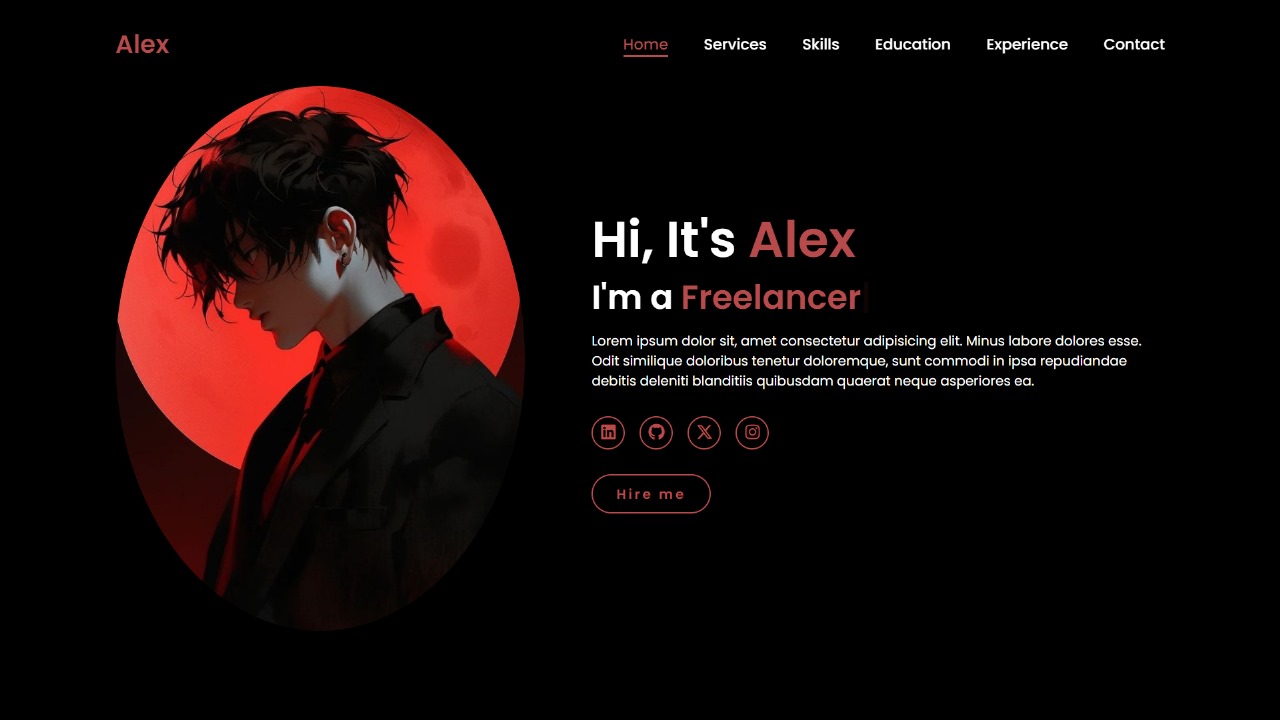 Alex
Home Services Skills Education Experience Contact
Hi, It's Alex
I'm a Freelancer
Lorem ipsum dolor sit, amet consectetur adipisicing elit. Minus labore dolores esse.
Odit similique doloribus tenetur doloremque, sunt commodi in ipsa repudiandae
debitis deleniti blanditiis quibusdam quaerat neque asperiores ea.
Hire me